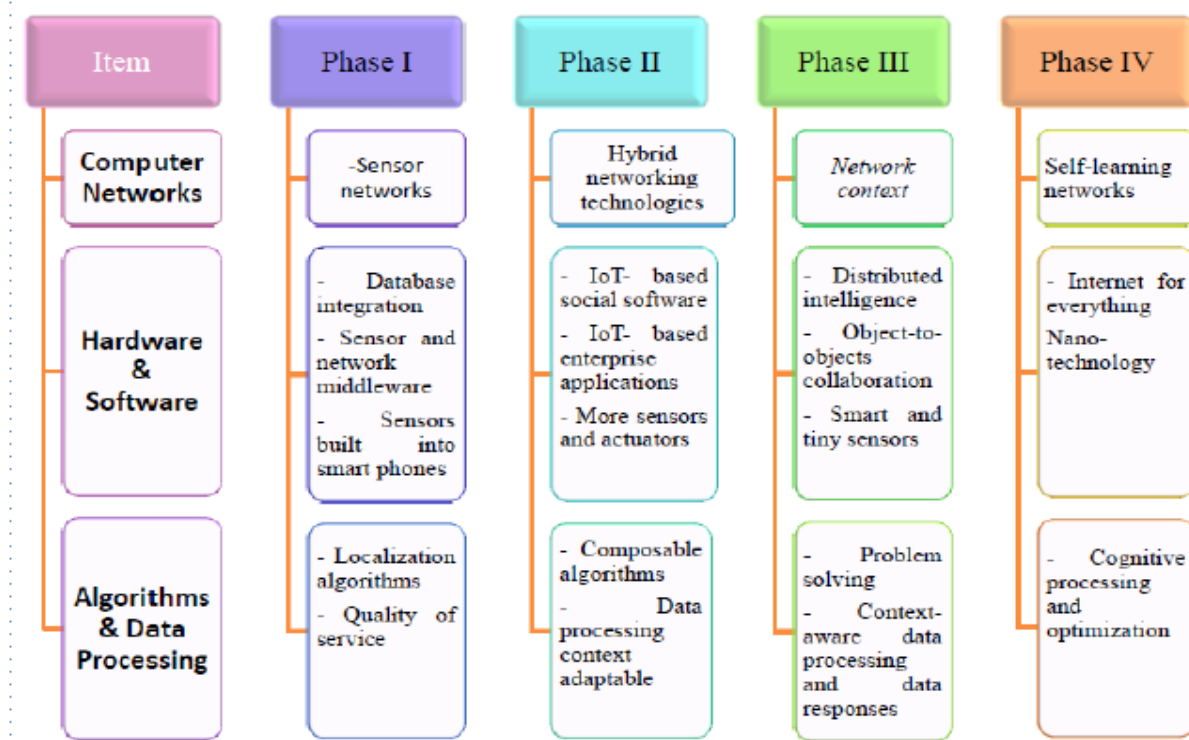 Item
Computer
Networks
Hardware
&
Software
Algorithms
& Data
Processing
Phase I
-Sensor
networks
- Database
integration
- Sensor and
network
middleware
- Sensors
built into
smart phones
- Localization
algorithms
- Quality of
service
Phase II
Hybrid
networking
technologies
- IoT- based
social software
- IoT- based
enterprise
applications
- More sensors
and actuators
- Composable
algorithms
- Data
processing
context
adaptable
Phase III
Network
context
- Distributed
intelligence
- Object-to-
objects
collaboration
- Smart and
tiny sensors
- Problem
solving
- Context-
aware data
processing
and data
responses
Phase IV
Self-learning
networks
- Internet for
everything
Nano-
technology
- Cognitive
processing
and
optimization